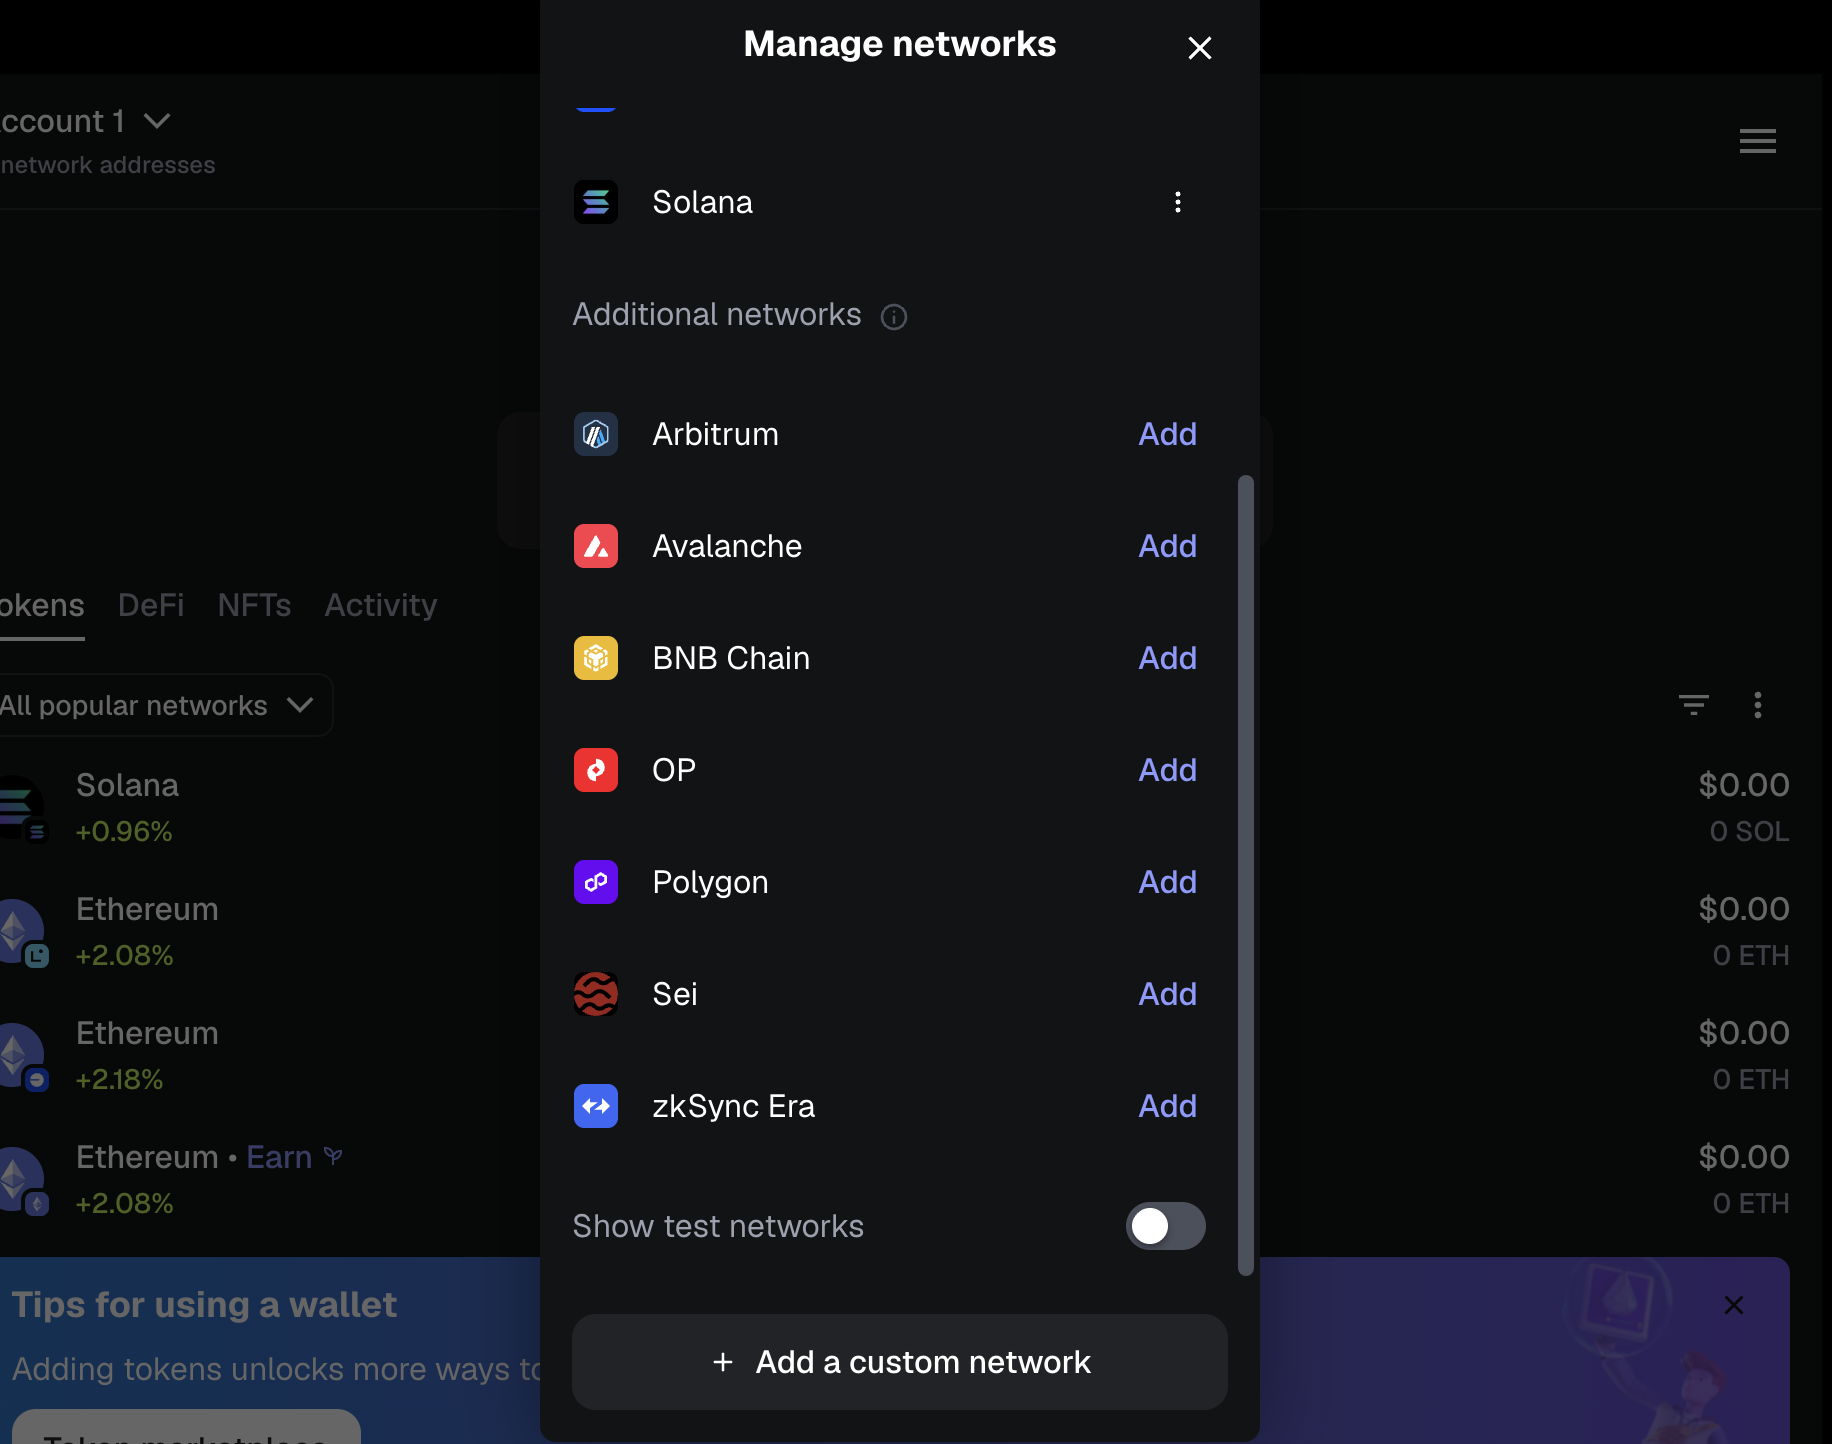 Manage networks
ccount 1
network addresses
Solana
Additional networks
Arbitrum Add
Avalanche Add
BNB Chain Add
OP Add
Polygon Add
Sei Add
zkSync Era Add
Show test networks
+ Add a custom network
okens DeFi NFTs Activity
All popular networks
Solana $0.00
+0.96% 0 SOL
Ethereum $0.00
+2.08% 0 ETH
Ethereum $0.00
+2.18% 0 ETH
Ethereum • Earn $0.00
+2.08% 0 ETH
Tips for using a wallet
Adding tokens unlocks more ways to
Token marketplace